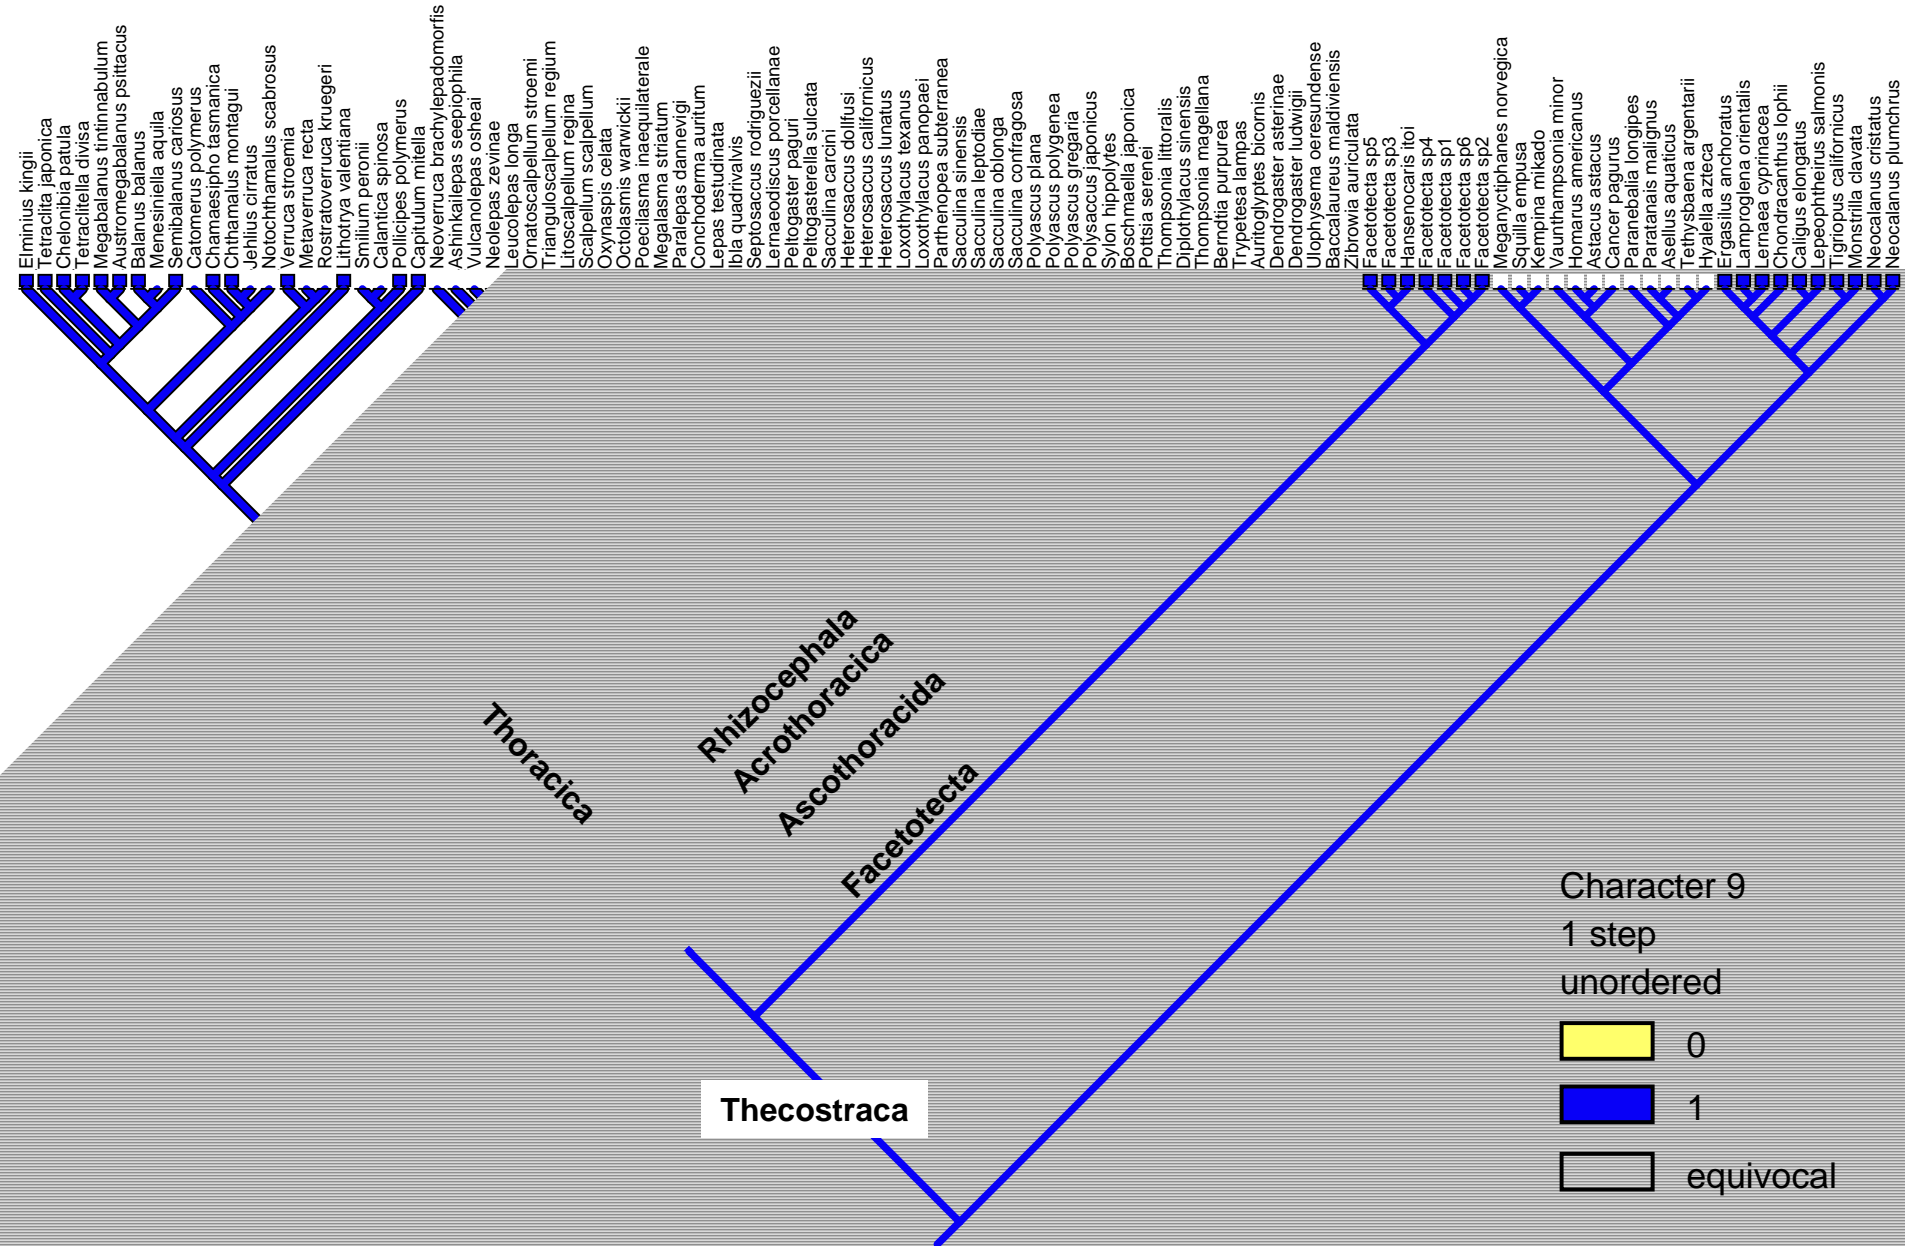 Elminius kingii
Tetraclita japonica
Chelonibia patula
Tetraclitella divisa
Megabalanus tintinnabulum
Austromegabalanus psittacus
Balanus balanus
Menesiniella aquila
Semibalanus cariosus
Catomerus polymerus
Chamaesipho tasmanica
Chthamalus montagui
Jehlius cirratus
Notochthamalus scabrosus
Verruca stroemia
Metaverruca recta
Rostratoverruca kruegeri
Lithotrya valentiana
Smilium peronii
Calantica spinosa
Pollicipes polymerus
Capitulum mitella
Neoverruca brachylepadomorfis
Ashinkailepas seepiophila
Vulcanolepas osheai
Neolepas zevinae
Leucolepas longa
Ornatoscalpellum stroemi
Trianguloscalpellum regium
Litoscalpellum regina
Scalpellum scalpellum
Oxynaspis celata
Octolasmis warwickii
Poecilasma inaequilaterale
Megalasma striatum
Paralepas dannevigi
Conchoderma auritum
Lepas testudinata
Ibla quadrivalvis
Septosaccus rodriguezii
Lernaeodiscus porcellanae
Peltogaster paguri
Peltogasterella sulcata
Sacculina carcini
Heterosaccus dollfusi
Heterosaccus californicus
Heterosaccus lunatus
Loxothylacus texanus
Loxothylacus panopaei
Parthenopea subterranea
Sacculina sinensis
Sacculina leptodiae
Sacculina oblonga
Sacculina confragosa
Polyascus plana
Polyascus polygenea
Polyascus gregaria
Polysaccus japonicus
Sylon hippolytes
Boschmaella japonica
Pottsia serenei
Thompsonia littoralis
Diplothylacus sinensis
Thompsonia magellana
Berndtia purpurea
Trypetesa lampas
Auritoglyptes bicornis
Dendrogaster asterinae
Dendrogaster ludwigii
Ulophysema oeresundense
Baccalaureus maldiviensis
Zibrowia auriculata
Facetotecta sp5
Facetotecta sp3
Hansenocaris itoi
Facetotecta sp4
Facetotecta sp1
Facetotecta sp6
Facetotecta sp2
Meganyctiphanes norvegica
Squilla empusa
Kempina mikado
Vaunthampsonia minor
Homarus americanus
Astacus astacus
Cancer pagurus
Paranebalia longipes
Paratanais malignus
Asellus aquaticus
Tethysbaena argentarii
Hyalella azteca
Ergasilus anchoratus
Lamproglena orientalis
Lernaea cyprinacea
Chondracanthus lophii
Caligus elongatus
Lepeophtheirus salmonis
Tigriopus californicus
Monstrilla clavata
Neocalanus cristatus
Neocalanus plumchrus
Thoracica
Rhizocephala
Acrothoracica
Ascothoracida
Facetotecta
Thecostraca
Character 9
1 step
unordered
0
1
equivocal